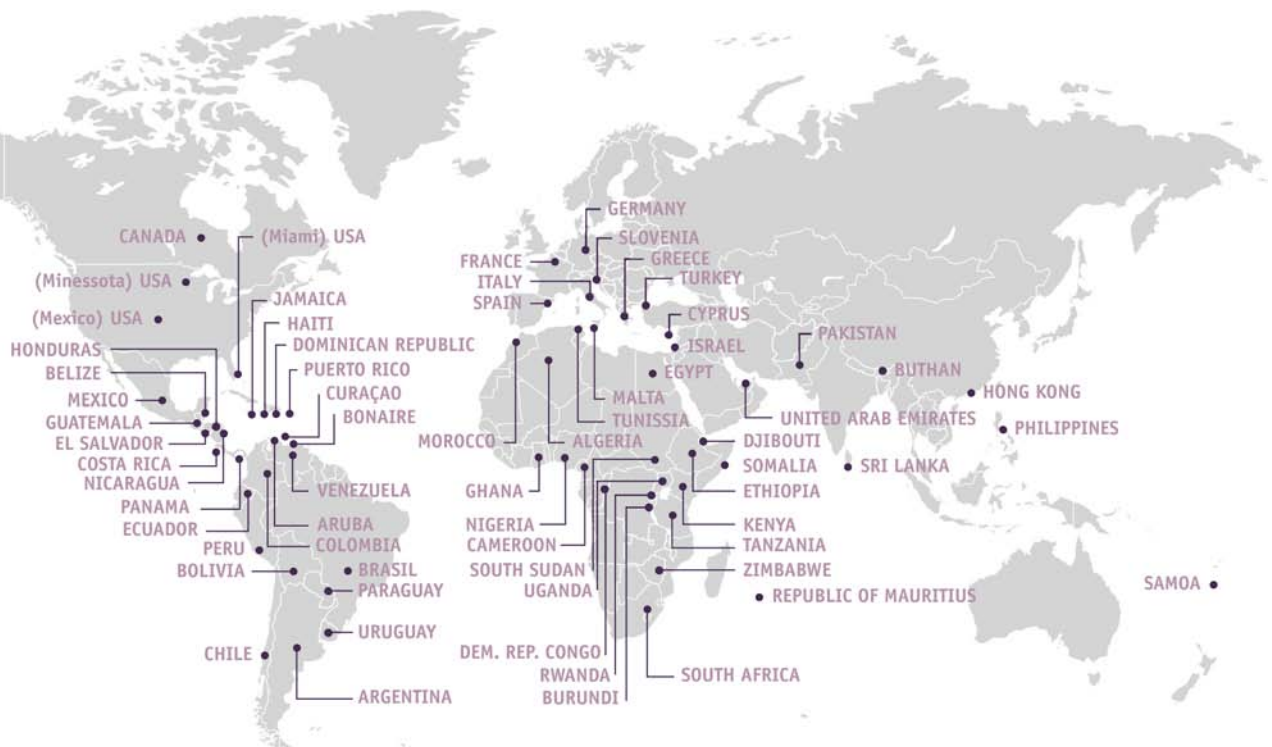 GERMANY
CANADA
(Miami) USA
SLOVENIA
GREECE
FRANCE
(Minessota) USA
ITALY
TURKEY
JAMAICA
SPAIN
(Mexico) USA
HAITI
CYPRUS
PAKISTAN
HONDURAS
DOMINICAN REPUBLIC
ISRAEL
BELIZE
PUERTO RICO
EGYPT
BUTHAN
CURAÇAO
HONG KONG
MEXICO
MALTA
BONAIRE
GUATEMALA
TUNISSIA
UNITED ARAB EMIRATES
PHILIPPINES
EL SALVADOR
MOROCCO
ALGERIA
DJIBOUTI
COSTA RICA
SOMALIA
SRI LANKA
NICARAGUA
VENEZUELA
GHANA
ETHIOPIA
PANAMA
ECUADOR
ARUBA
NIGERIA
KENYA
PERU
COLOMBIA
CAMEROON
TANZANIA
BOLIVIA
BRASIL
SOUTH SUDAN
ZIMBABWE
PARAGUAY
UGANDA
REPUBLIC OF MAURITIUS
SAMOA
URUGUAY
CHILE
DEM. REP. CONGO
RWANDA
SOUTH AFRICA
ARGENTINA
BURUNDI